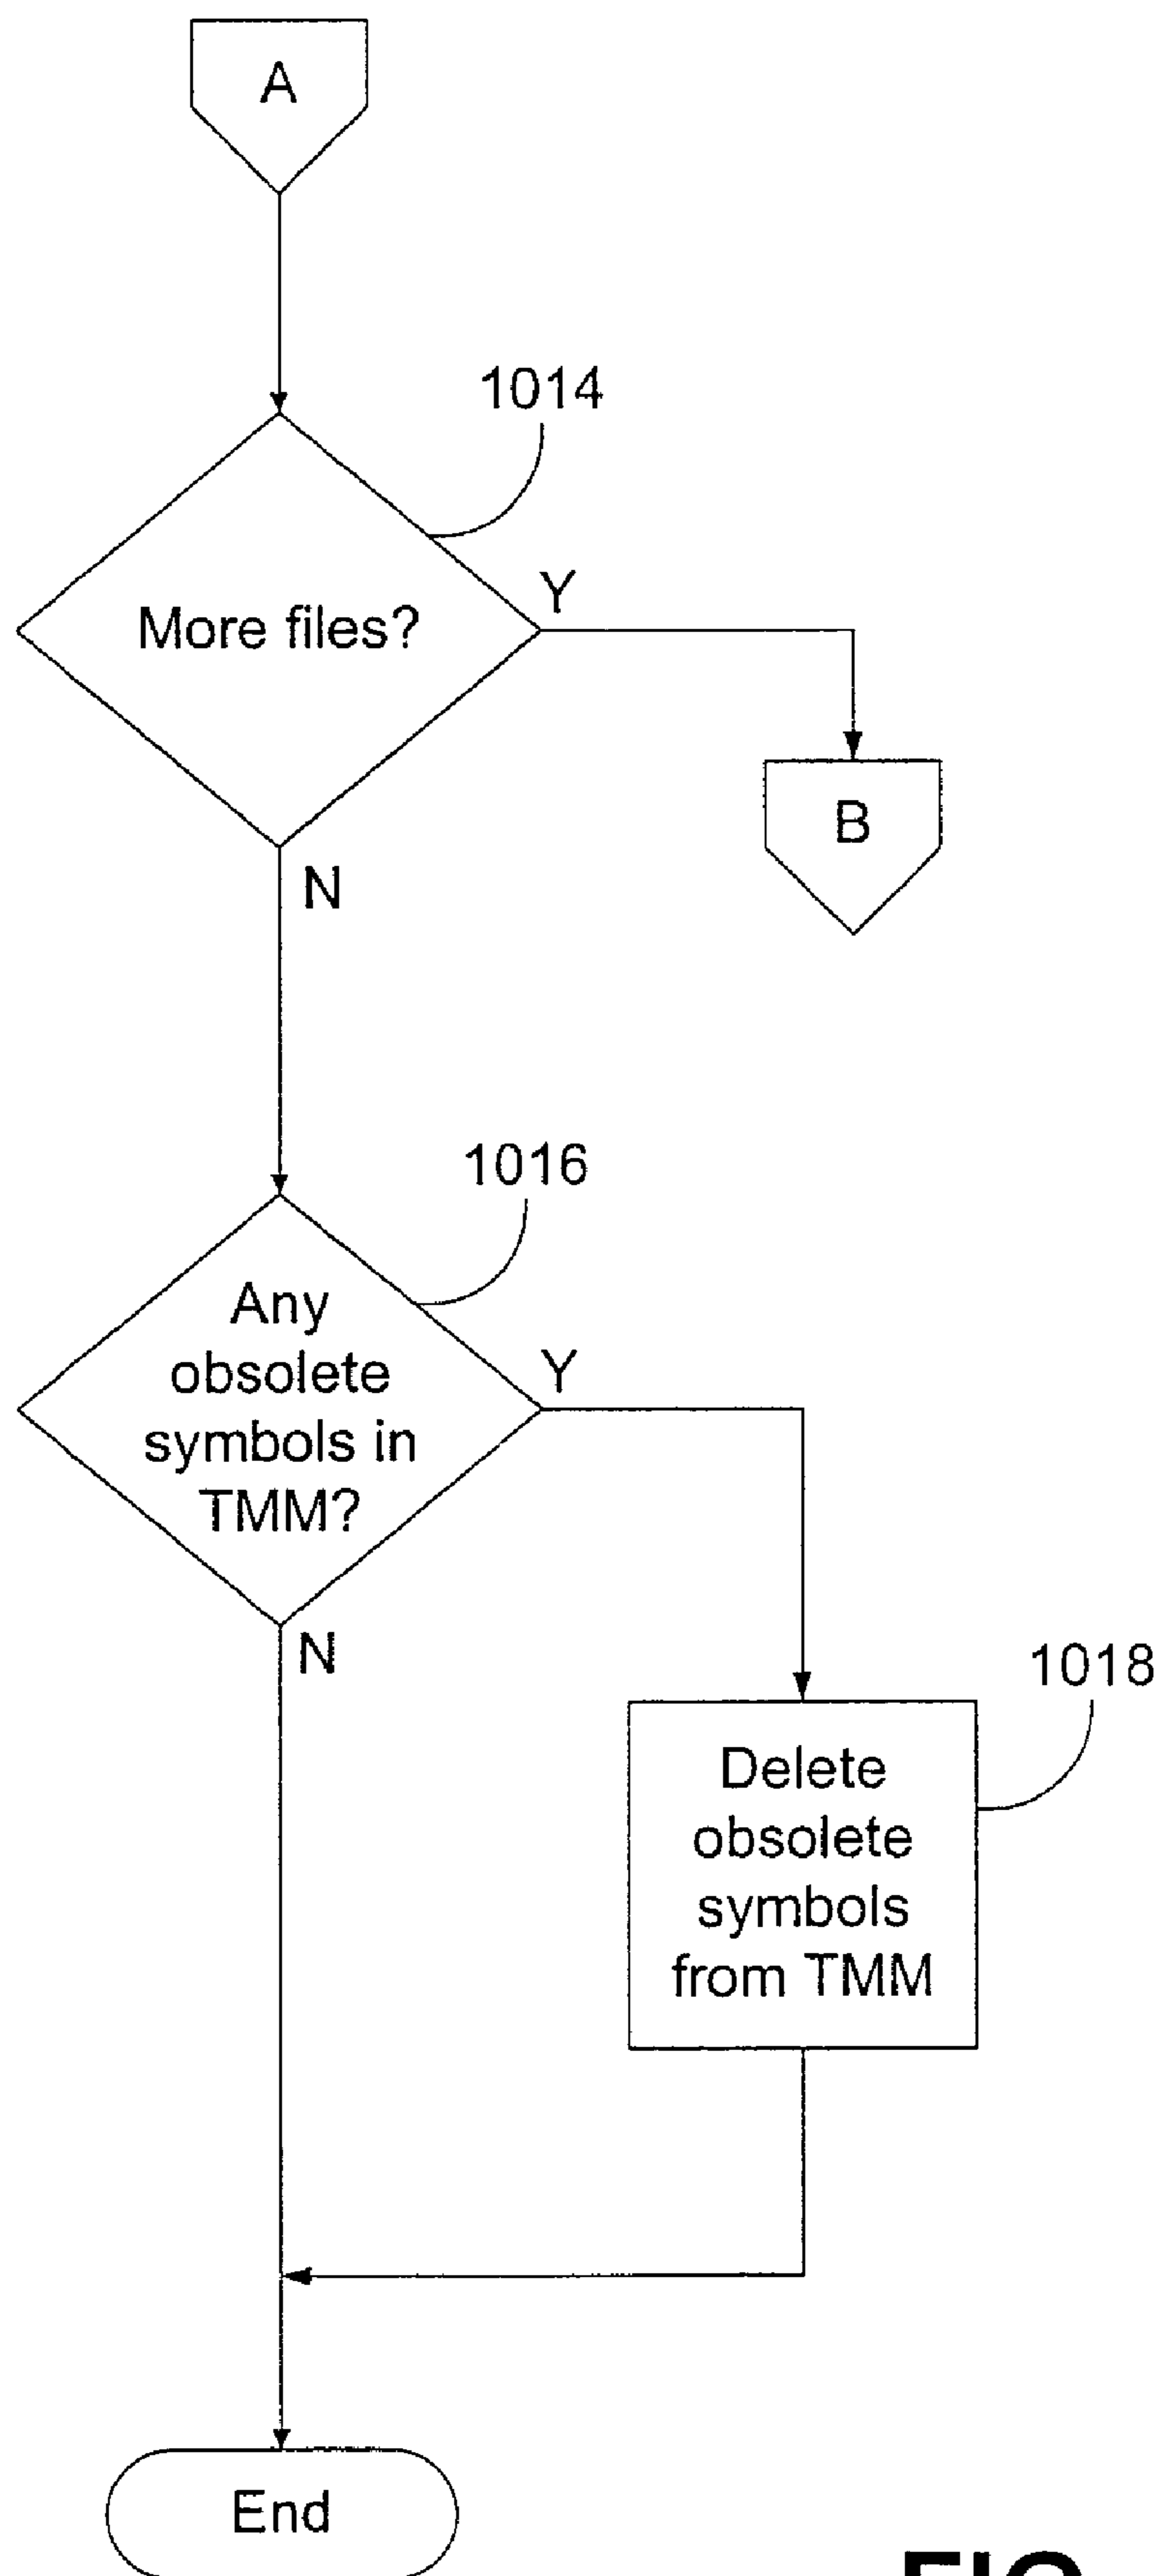 A
1014
More files?
Y
B
N
1016
Any
obsolete
symbols in
TMM?
Y
N
1018
Delete
obsolete
symbols
from TMM
End